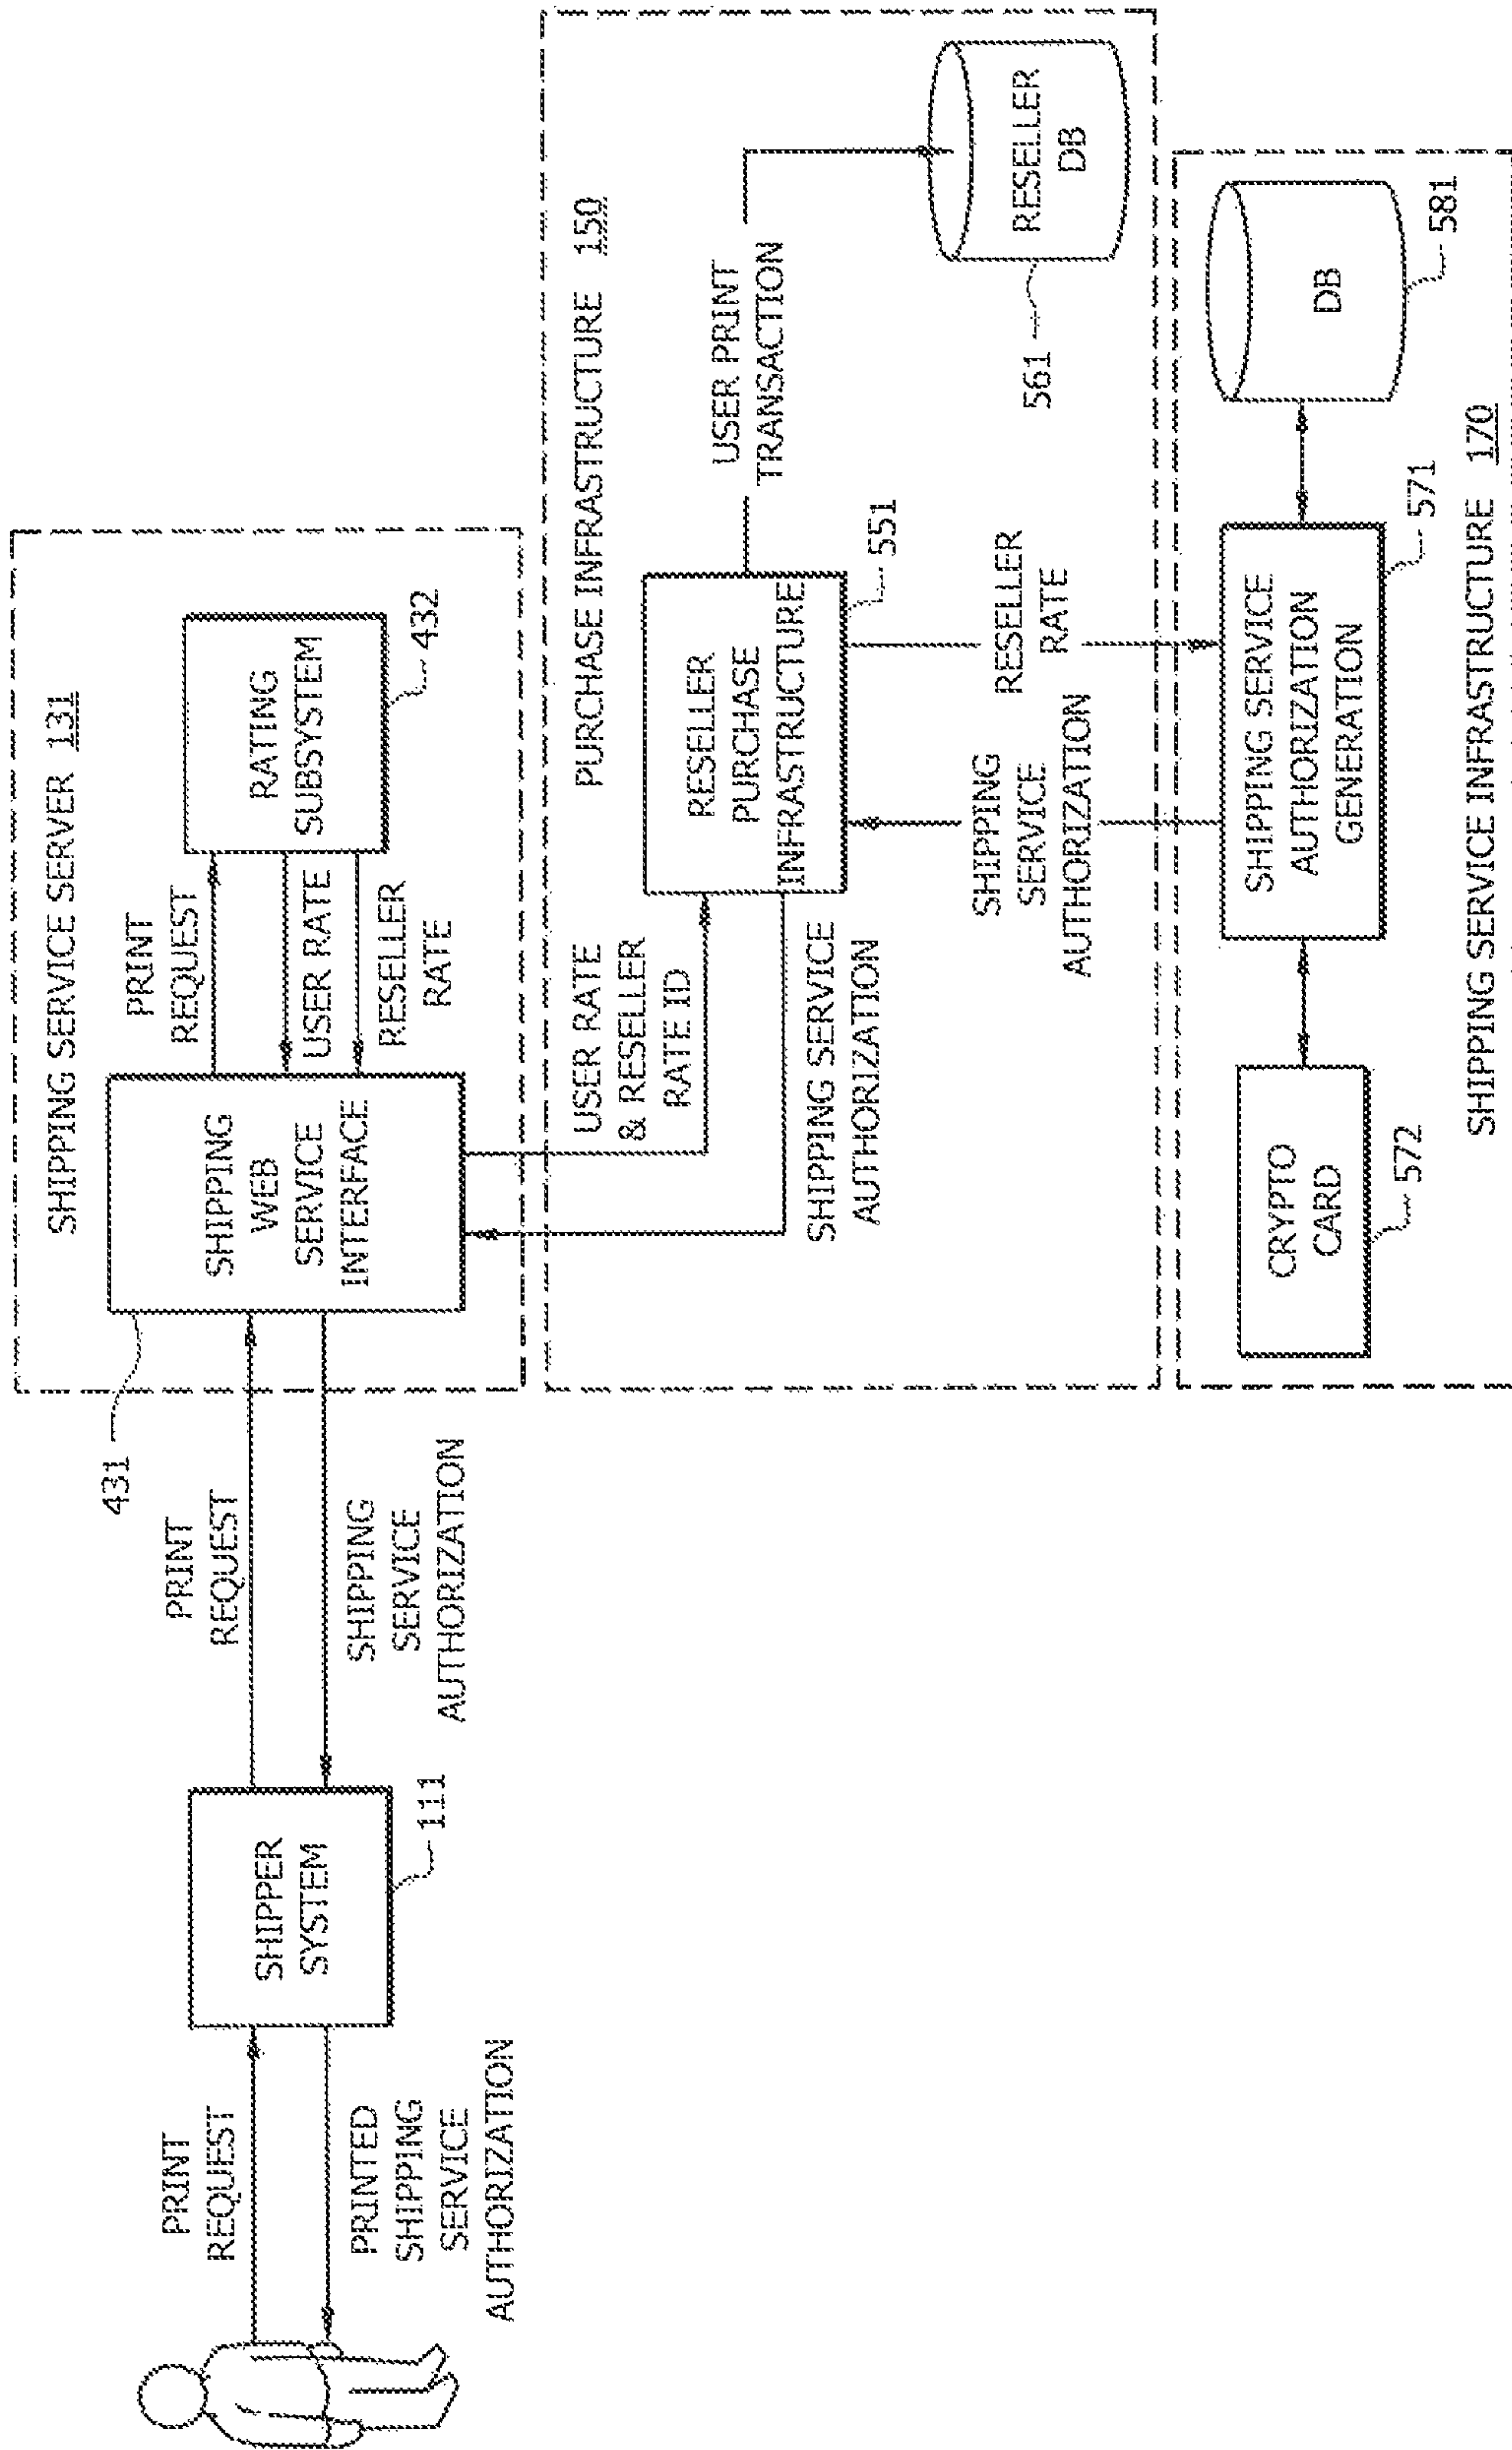 SHIPPING SERVICE SERVER 131
PRINT
REQUEST
SHIPPER
SYSTEM
111
PRINTED
SHIPPING
SERVICE
AUTHORIZATION
PRINT
REQUEST
SHIPPING
SERVICE
AUTHORIZATION
431
SHIPPING
WEB
SERVICE
INTERFACE
PRINT
REQUEST
USER RATE
RESELLER
RATE
RATING
SUBSYSTEM
432
PURCHASE INFRASTRUCTURE 150
USER RATE
& RESELLER
RATE ID
SHIPPING SERVICE
AUTHORIZATION
RESELLER
PURCHASE
INFRASTRUCTURE
551
USER PRINT
TRANSACTION
RESELLER
DB
561
SHIPPING
SERVICE
AUTHORIZATION
RESELLER
RATE
CRYPTO
CARD
572
SHIPPING SERVICE
AUTHORIZATION
GENERATION
571
DB
581
SHIPPING SERVICE INFRASTRUCTURE 170